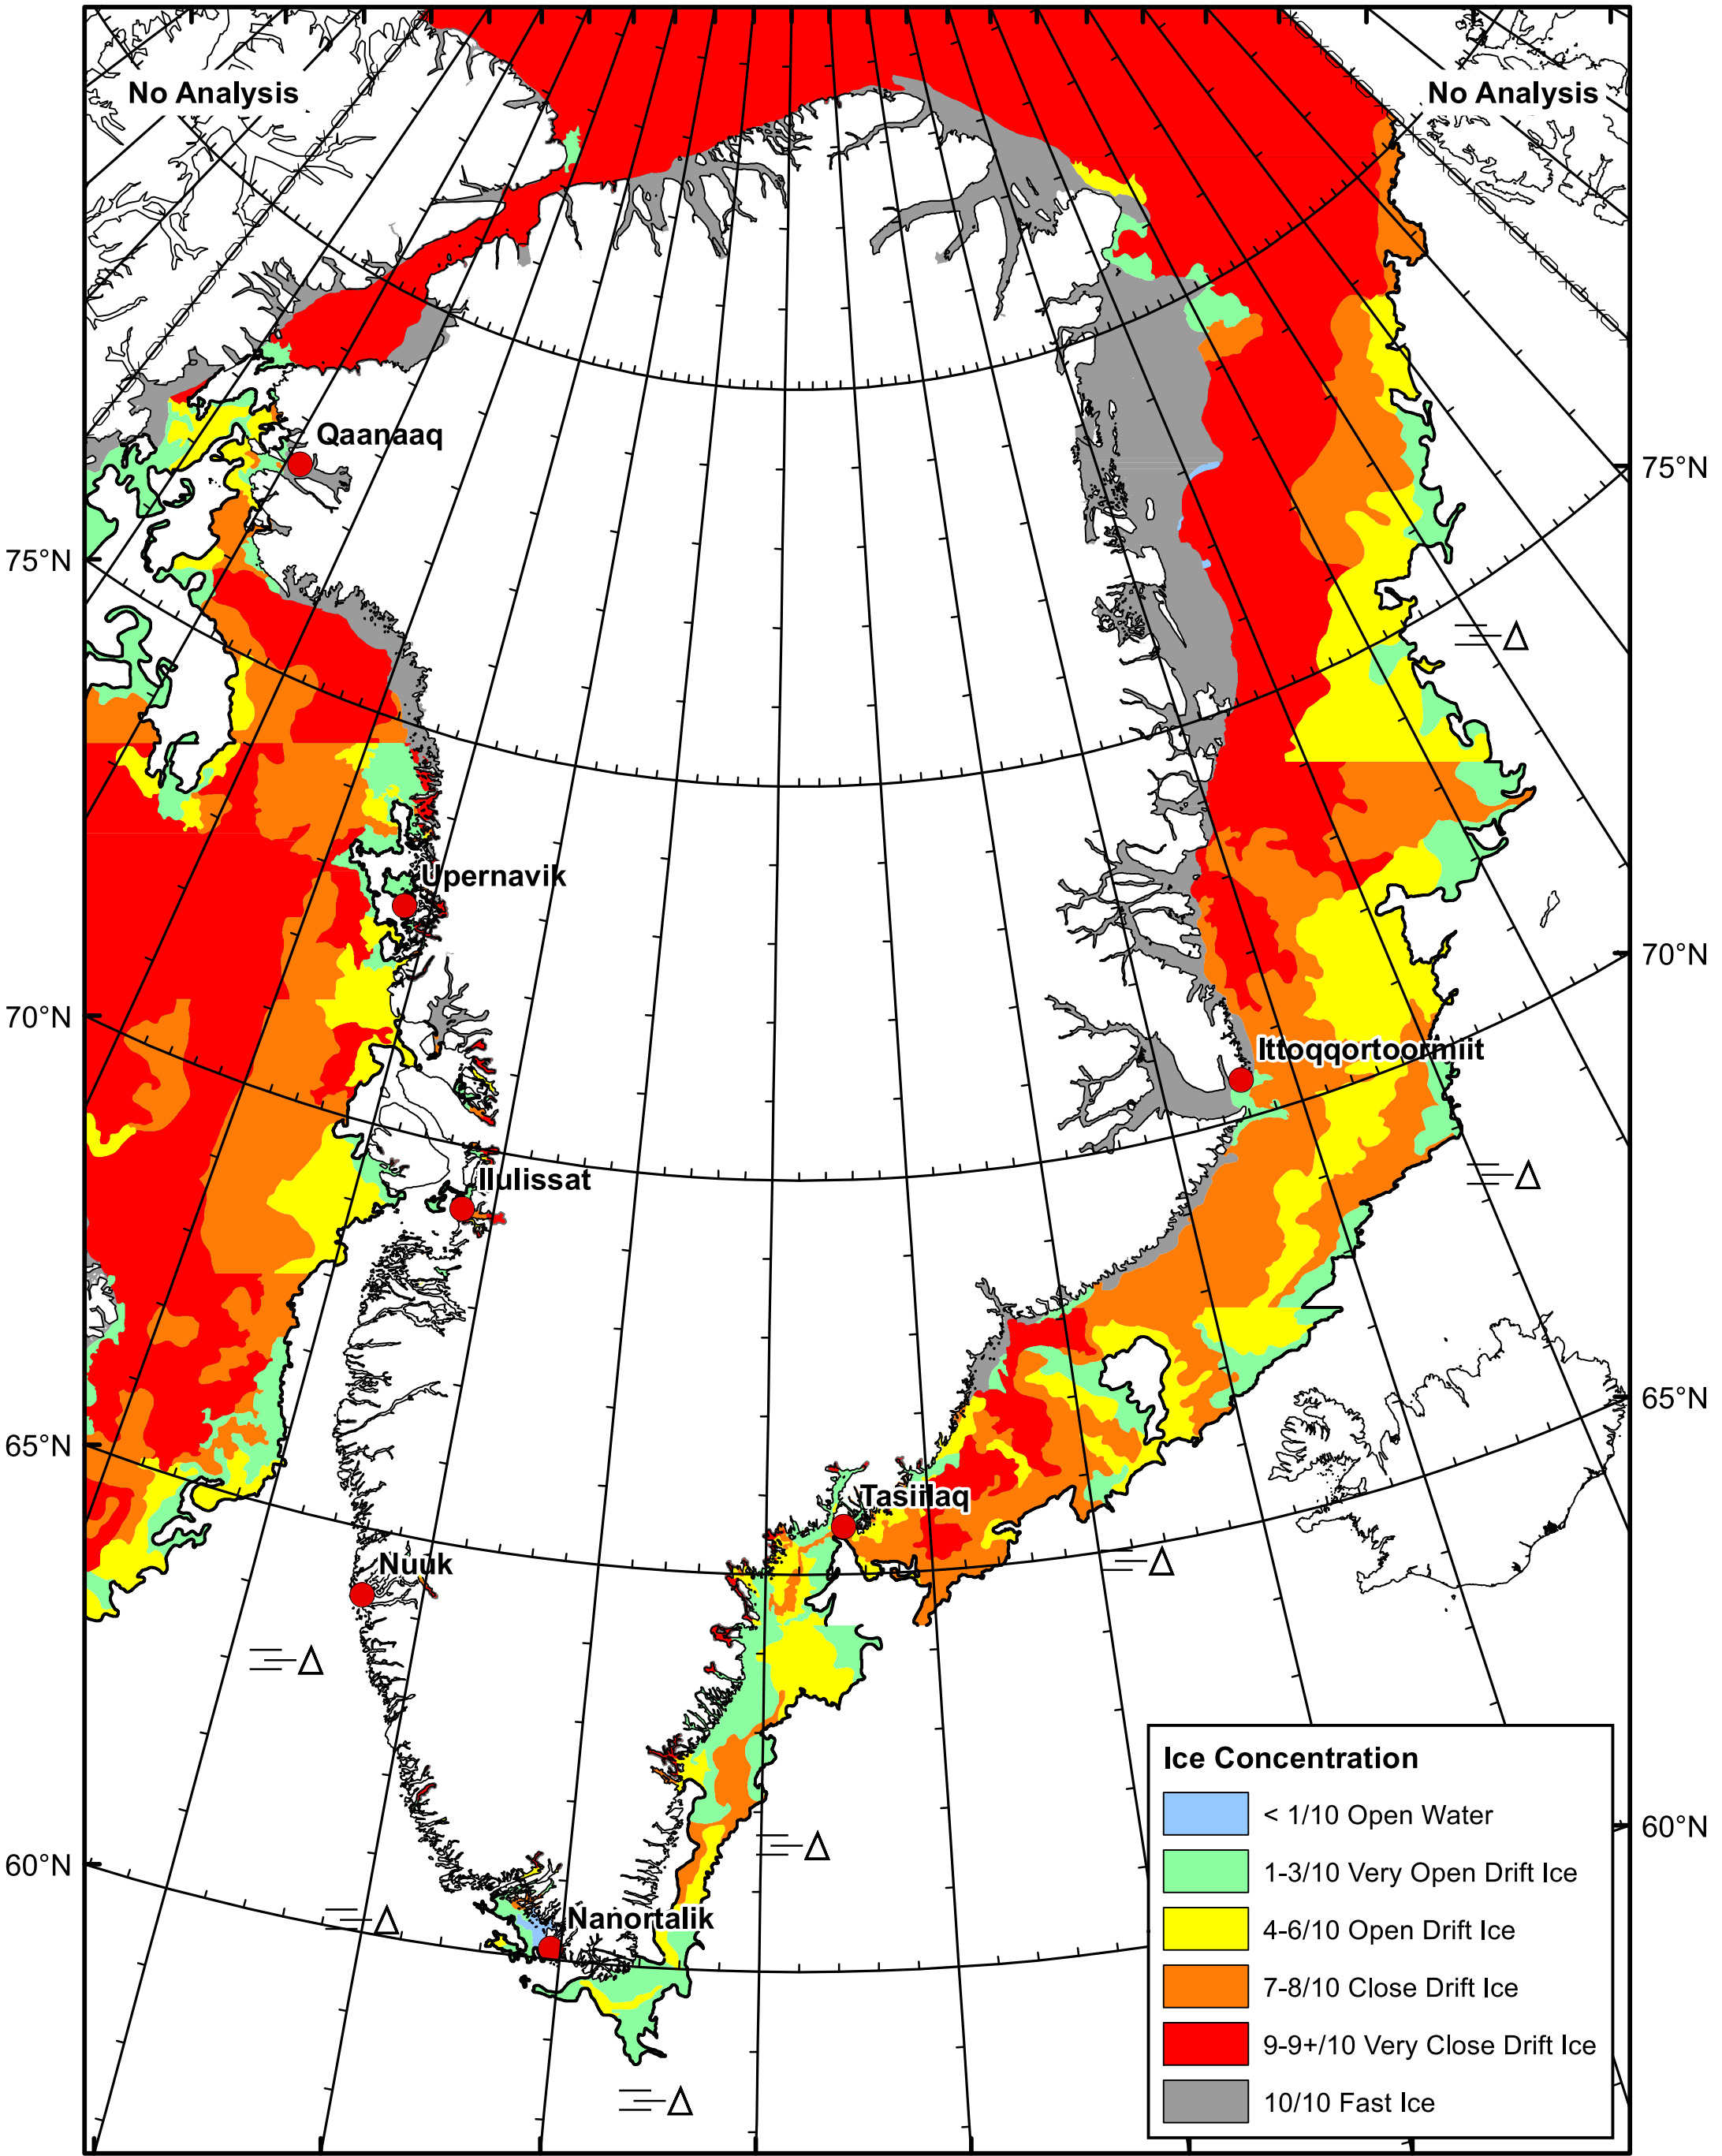 No Analysis
No Analysis
Qaanaaq
75°N
75°N
Upernavik
70°N
70°N
Ittoqqortoormiit
Ilulissat
65°N
65°N
Tasiilaq
Nuuk
60°N
60°N
Nanortalik
Ice Concentration
< 1/10 Open Water
1-3/10 Very Open Drift Ice
4-6/10 Open Drift Ice
7-8/10 Close Drift Ice
9-9+/10 Very Close Drift Ice
10/10 Fast Ice